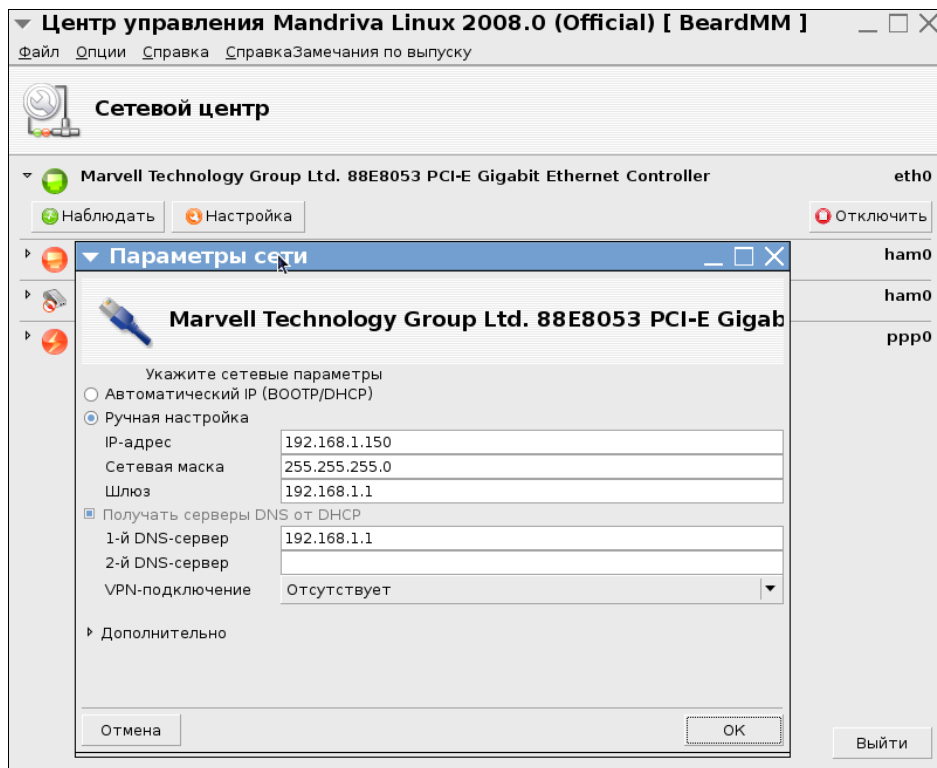 Центр управления Mandriva Linux 2008.0 (Official) [ BeardMM ]
Файл Опции Справка СправкаЗамечания по выпуску
Сетевой центр
Marvell Technology Group Ltd. 88E8053 PCI-E Gigabit Ethernet Controller eth0
Наблюдать Настройка Отключить
ham0
Параметры сети
ham0
Marvell Technology Group Ltd. 88E8053 PCI-E Gigab
ppp0
Укажите сетевые параметры
Автоматический IP (BOOTP/DHCP)
Ручная настройка
IP-адрес 192.168.1.150
Сетевая маска 255.255.255.0
Шлюз 192.168.1.1
Получать серверы DNS от DHCP
1-й DNS-сервер 192.168.1.1
2-й DNS-сервер
VPN-подключение Отсутствует
Дополнительно
Отмена OK
Выйти